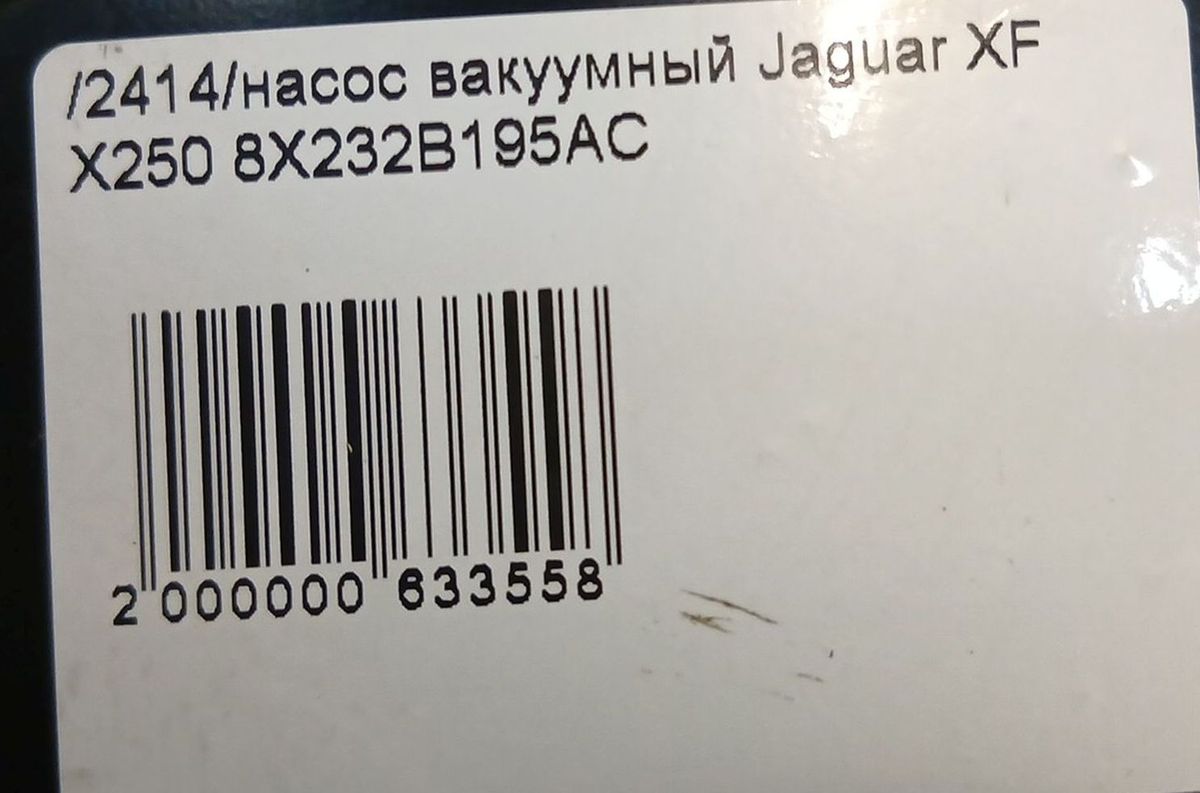 /2414/насос вакуумный Jaguar XF
X250 8X232B195AC
2 000000 633558